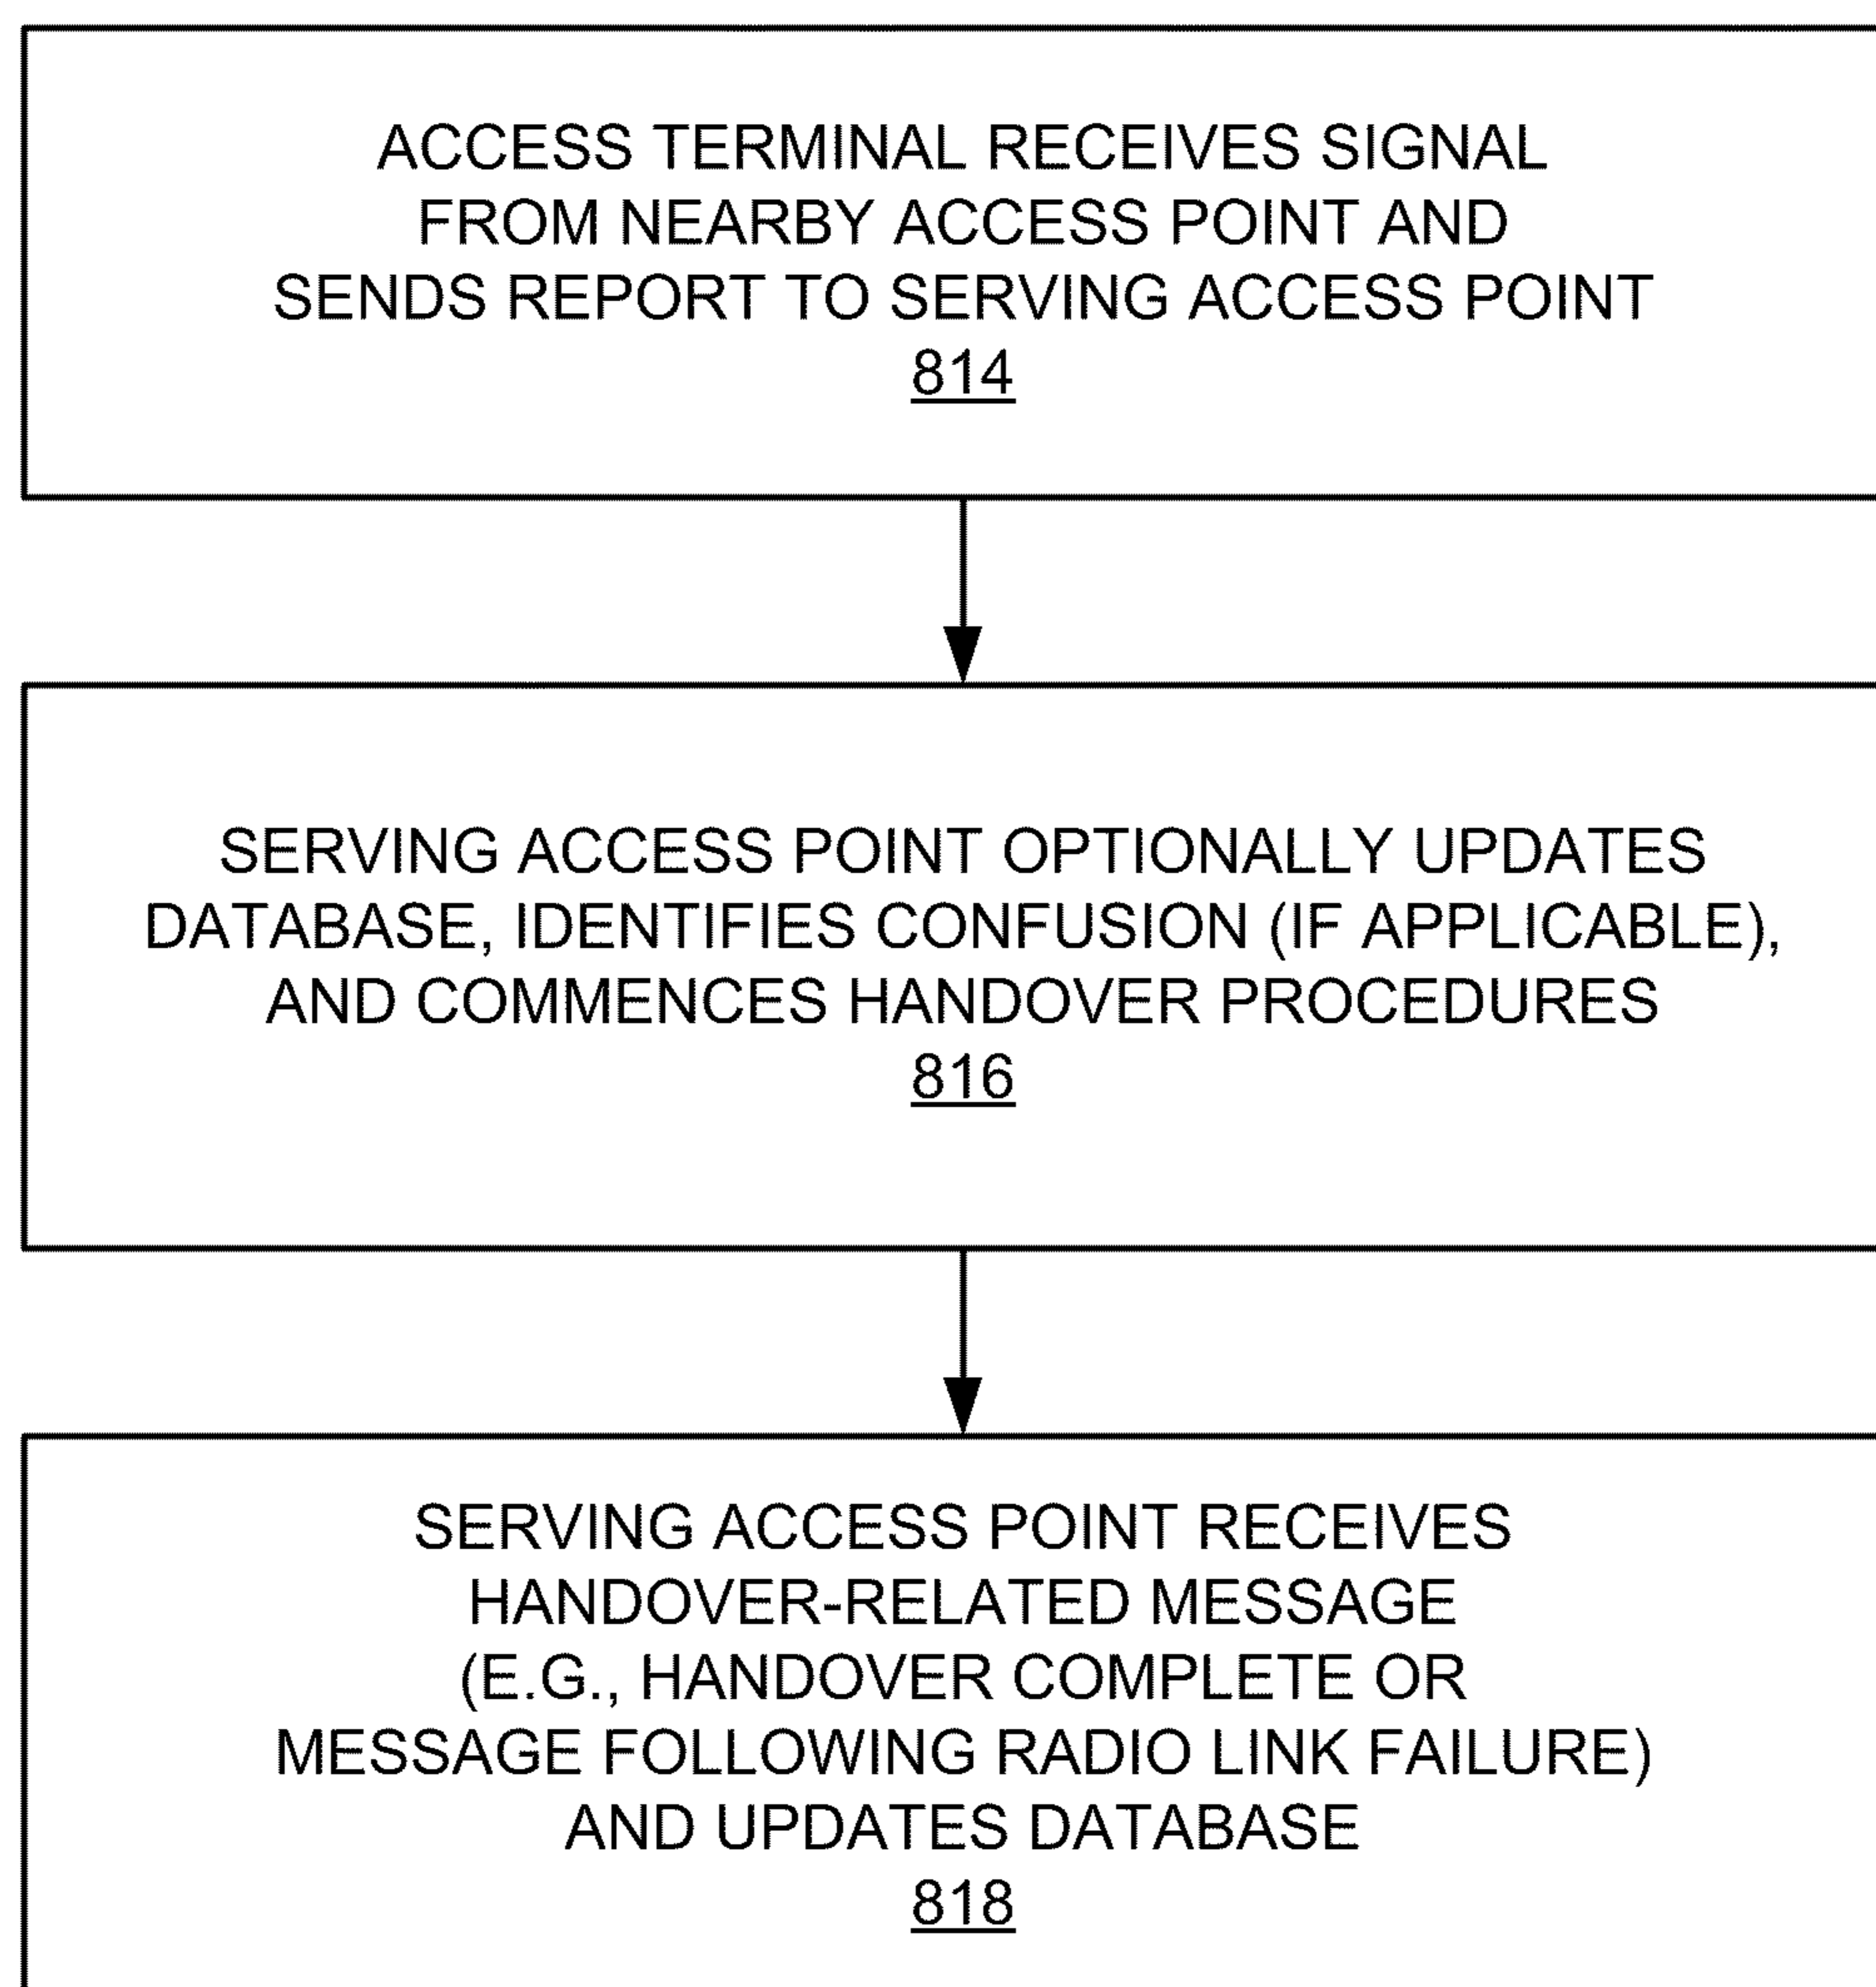 ACCESS TERMINAL RECEIVES SIGNAL
FROM NEARBY ACCESS POINT AND
SENDS REPORT TO SERVING ACCESS POINT
814
SERVING ACCESS POINT OPTIONALLY UPDATES
DATABASE, IDENTIFIES CONFUSION (IF APPLICABLE),
AND COMMENCES HANDOVER PROCEDURES
816
SERVING ACCESS POINT RECEIVES
HANDOVER-RELATED MESSAGE
(E.G., HANDOVER COMPLETE OR
MESSAGE FOLLOWING RADIO LINK FAILURE)
AND UPDATES DATABASE
818